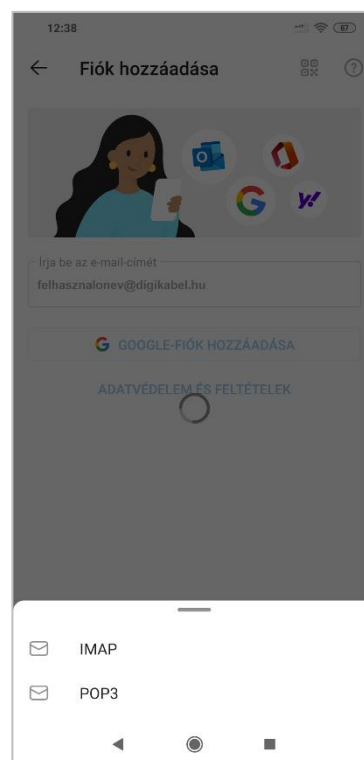 12:38
67
Fiók hozzáadása
Írja be az e-mail-címét
felhasznalonev@digikabel.hu
GOOGLE-FIÓK HOZZÁADÁSA
ADATVÉDELEM ÉS FELTÉTELEK
IMAP
POP3